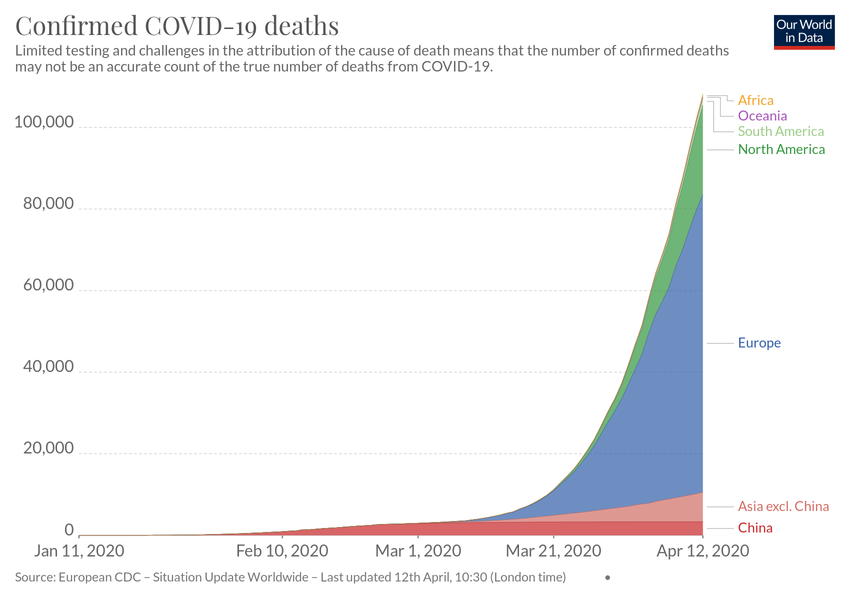 Confirmed COVID-19 deaths
Our World
in Data
Limited testing and challenges in the attribution of the cause of death means that the number of confirmed deaths
may not be an accurate count of the true number of deaths from COVID-19.
100,000
80,000
60,000
40,000
20,000
0
Africa
Oceania
South America
North America
Europe
Asia excl. China
China
Jan 11, 2020
Feb 10, 2020
Mar 1, 2020
Mar 21, 2020
Apr 12, 2020
Source: European CDC – Situation Update Worldwide – Last updated 12th April, 10:30 (London time) •